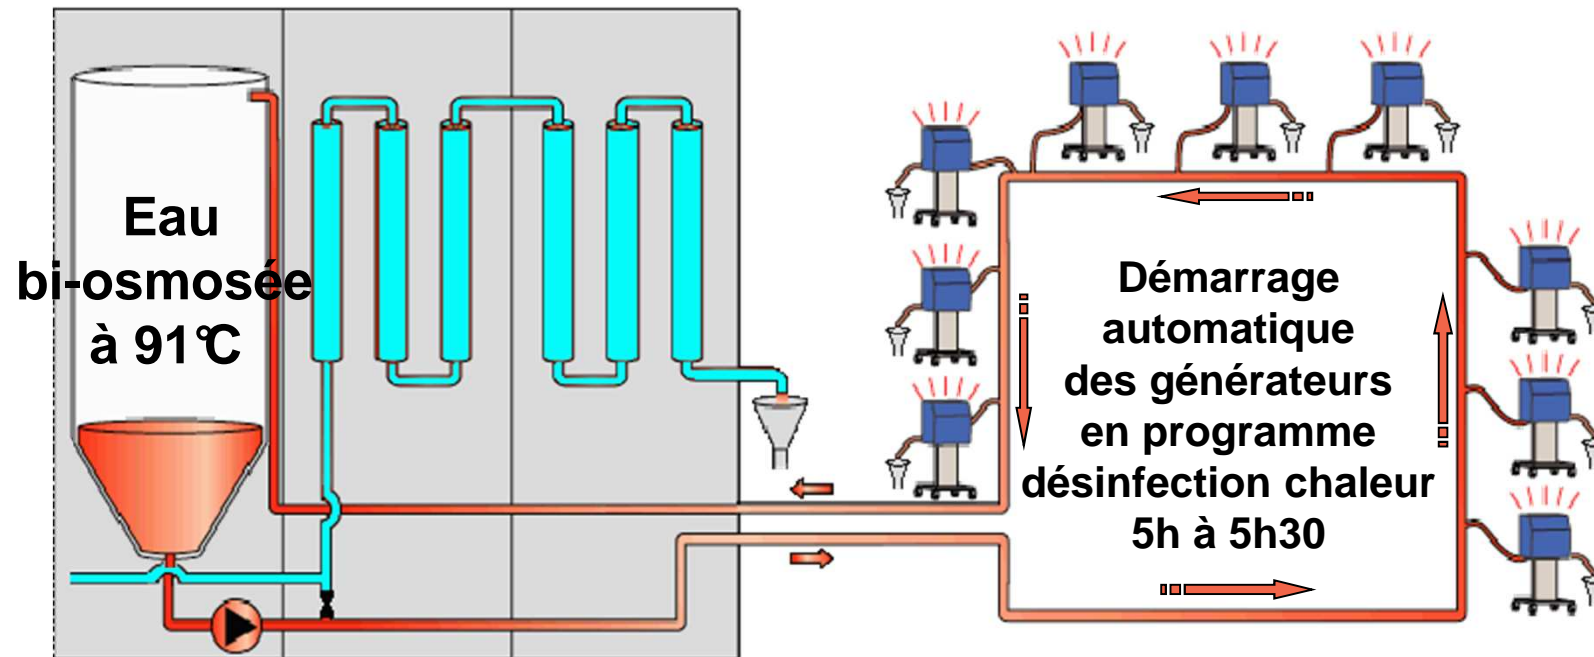 Eau
bi-osmosée
à 91°C
Démarrage
automatique
des générateurs
en programme
désinfection chaleur
5h à 5h30